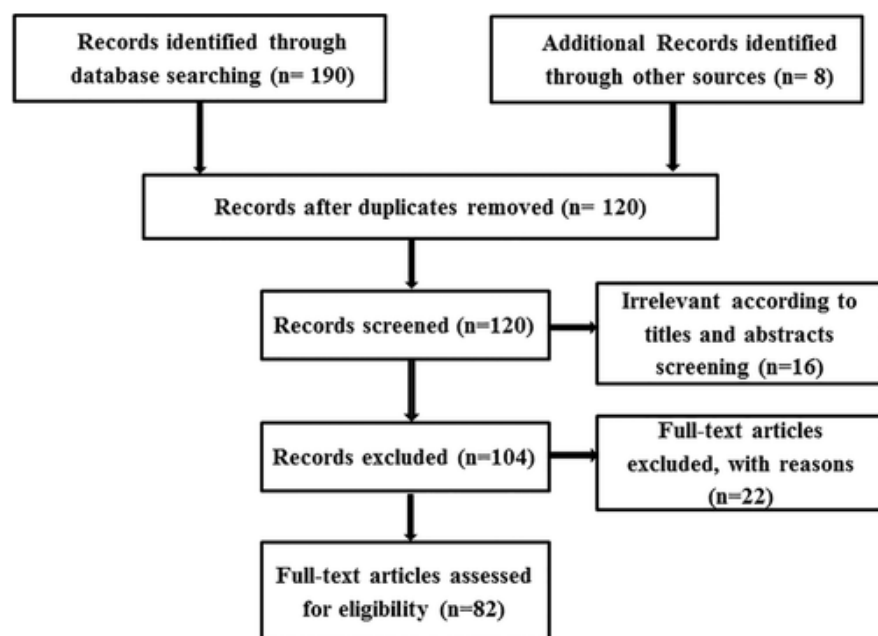 Records identified through
database searching (n= 190)
Additional Records identified
through other sources (n= 8)
Records after duplicates removed (n= 120)
Records screened (n=120)
Irrelevant according to
titles and abstracts
screening (n=16)
Records excluded (n=104)
Full-text articles
excluded, with reasons
(n=22)
Full-text articles assessed
for eligibility (n=82)